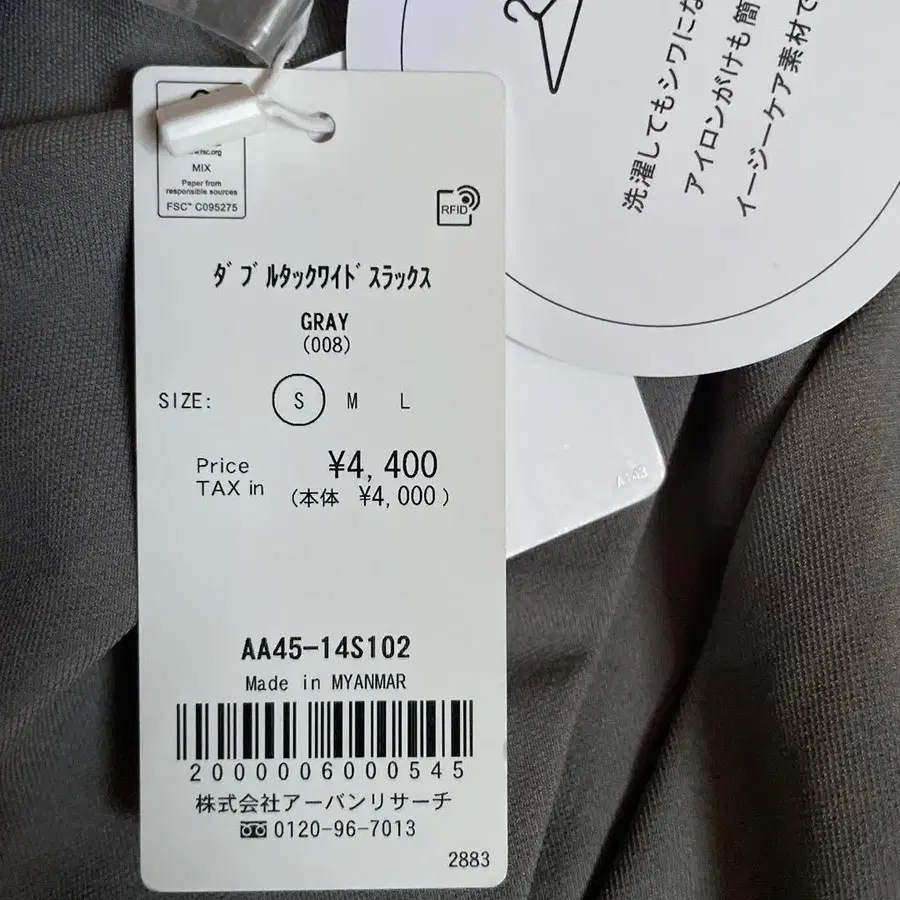 www.fsc.org
MIX
Paper from
responsible sources
FSC™ C095275
RFID
ﾀﾞﾌﾞﾙﾀｯｸﾜｲﾄﾞｽﾗｯｸｽ
GRAY
(008)
SIZE: S M L
Price ¥4,400
TAX in (本体 ¥4,000)
AA45-14S102
Made in MYANMAR
2000006000545
株式会社アーバンリサーチ
0120-96-7013
2883
洗濯してもシワにな
アイロンがけも簡
イージーケア素材で